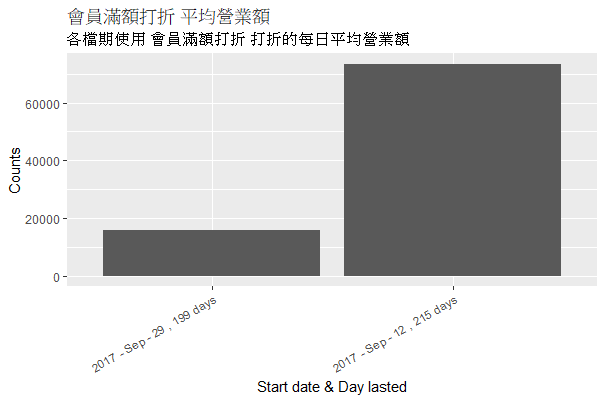 會員滿額打折 平均營業額
各檔期使用 會員滿額打折 打折的每日平均營業額
Counts
60000
40000
20000
0
2017 - Sep - 29 , 199 days
2017 - Sep - 12 , 215 days
Start date & Day lasted